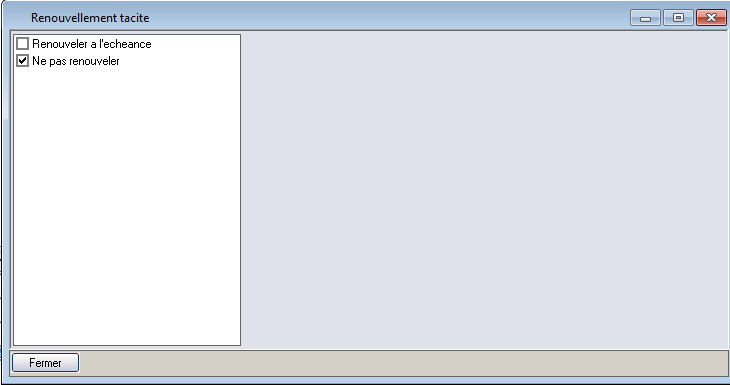 Renouvellement tacite
Renouveler a l'echeance
Ne pas renouveler
Fermer